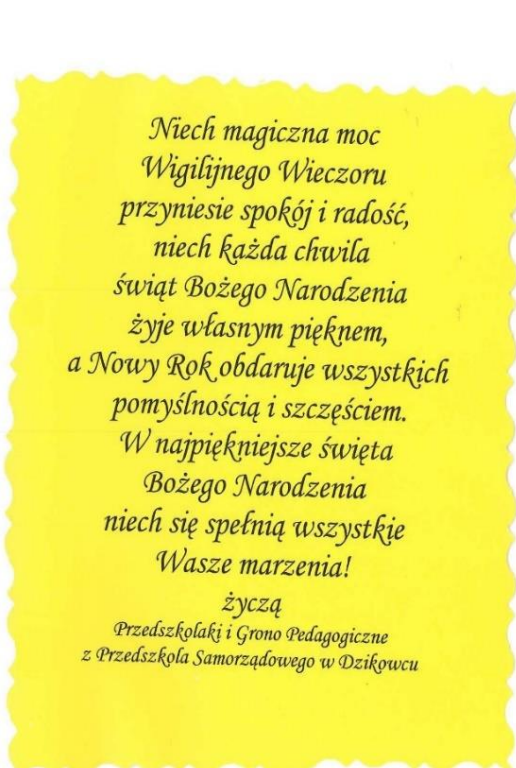 Niech magiczna moc
Wigilijnego Wieczoru
przyniesie spokój i radość,
niech każda chwila
świąt Bożego Narodzenia
żyje własnym pięknem,
a Nowy Rok obdaruje wszystkich
pomyślnością i szczęściem.
W najpiękniejsze święta
Bożego Narodzenia
niech się spełnią wszystkie
Wasze marzenia!
życzą
Przedszkolaki i Grono Pedagogiczne
z Przedszkola Samorządowego w Dzikowcu